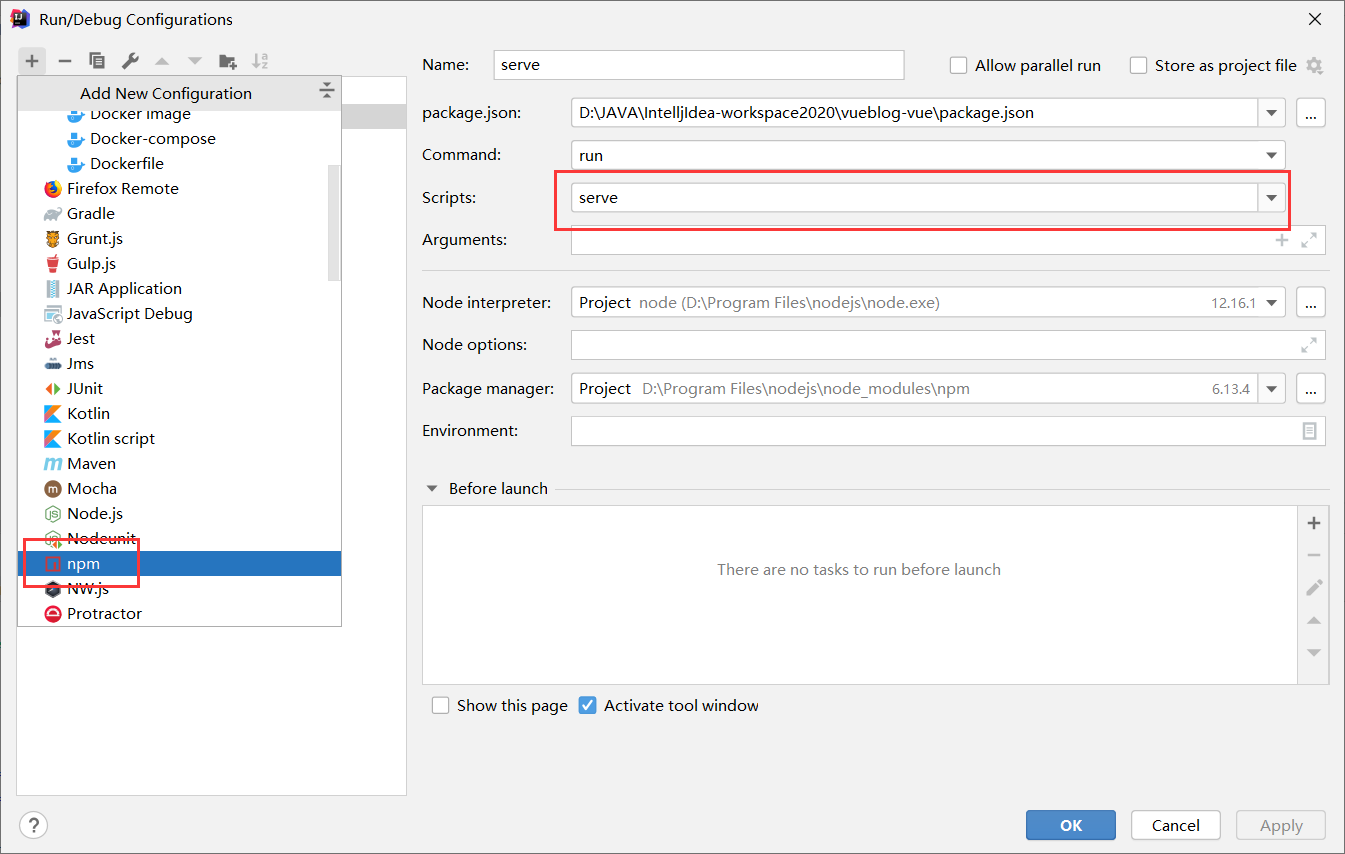 Run/Debug Configurations
Add New Configuration
Docker image
Docker-compose
Dockerfile
Firefox Remote
Gradle
Grunt.js
Gulp.js
JAR Application
JavaScript Debug
Jest
Jms
JUnit
Kotlin
Kotlin script
Maven
Mocha
Node.js
Nodeunit
npm
NW.js
Protractor
Name: serve
Allow parallel run
Store as project file
package.json: D:\JAVA\IntelljIdea-workspace2020\vueblog-vue\package.json ...
Command: run
Scripts: serve
Arguments:
Node interpreter: Project node (D:\Program Files\nodejs\node.exe) 12.16.1 ...
Node options:
Package manager: Project D:\Program Files\nodejs\node_modules\npm 6.13.4 ...
Environment:
Before launch
There are no tasks to run before launch
Show this page
Activate tool window
?
OK
Cancel
Apply